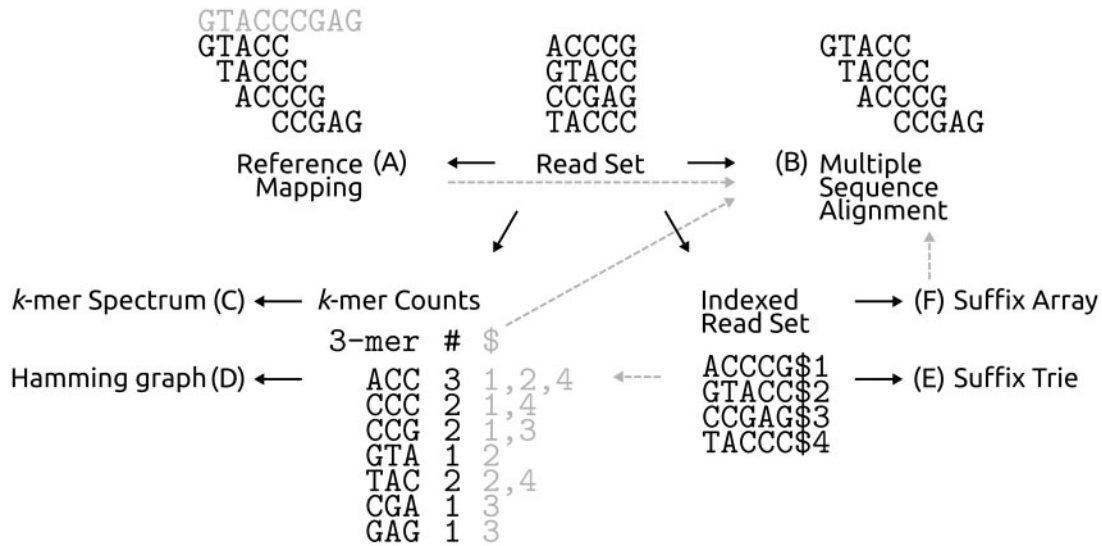 GTACCCGAG
GTACC
TACCC
ACCCG
CCGAG
Reference (A)
Mapping
ACCCG
GTACC
CCGAG
TACCC
Read Set
GTACC
TACCC
ACCCG
CCGAG
(B) Multiple
Sequence
Alignment
k-mer Spectrum (C)
Hamming graph (D)
k-mer Counts
3-mer # $
ACC 3 1,2,4
CCC 2 1,4
CCG 2 1,3
GTA 1 2
TAC 2 2,4
CGA 1 3
GAG 1 3
Indexed
Read Set
ACCCG$1
GTACC$2
CCGAG$3
TACCC$4
(F) Suffix Array
(E) Suffix Trie